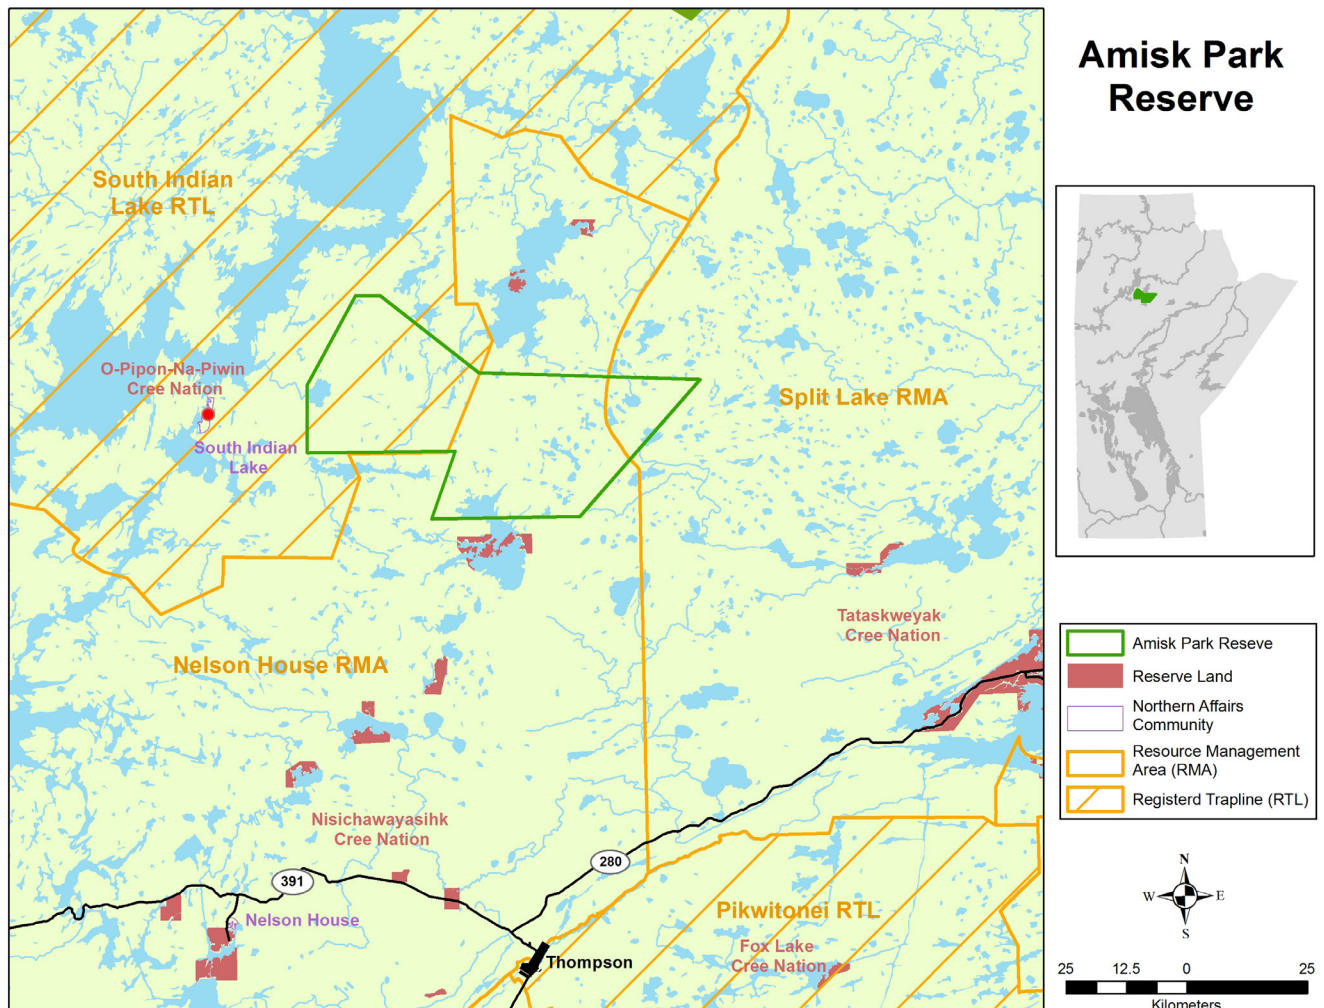 Amisk Park
Reserve
South Indian
Lake RTL
O-Pipon-Na-Piwin
Cree Nation
South Indian
Lake
Split Lake RMA
Tataskweyak
Cree Nation
Nelson House RMA
Nisichawayasihk
Cree Nation
391
280
Nelson House
Pikwitonei RTL
Fox Lake
Cree Nation
Thompson
Amisk Park Reseve
Reserve Land
Northern Affairs
Community
Resource Management
Area (RMA)
Registerd Trapline (RTL)
N
W
E
S
25 12.5 0 25
Kilometers